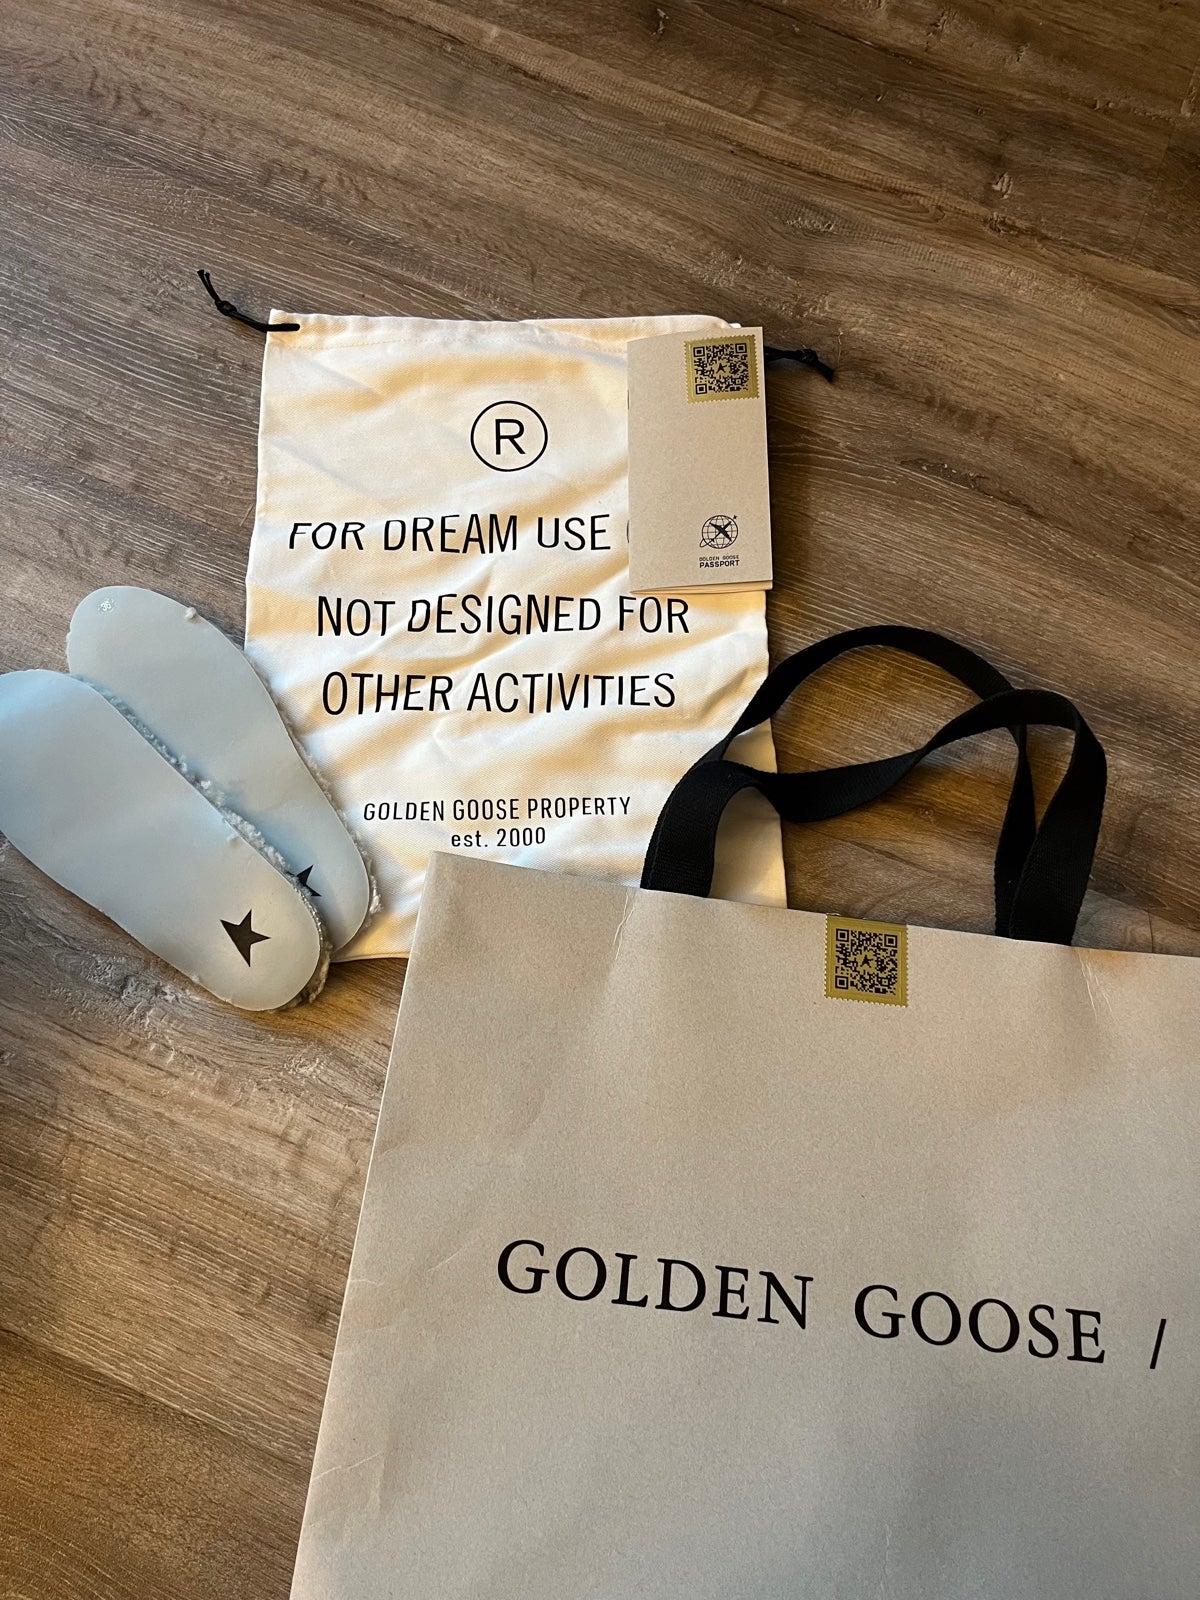 R
FOR DREAM USE
NOT DESIGNED FOR
OTHER ACTIVITIES
GOLDEN GOOSE PROPERTY
est. 2000
GOLDEN GOOSE
PASSPORT
GOLDEN GOOSE /